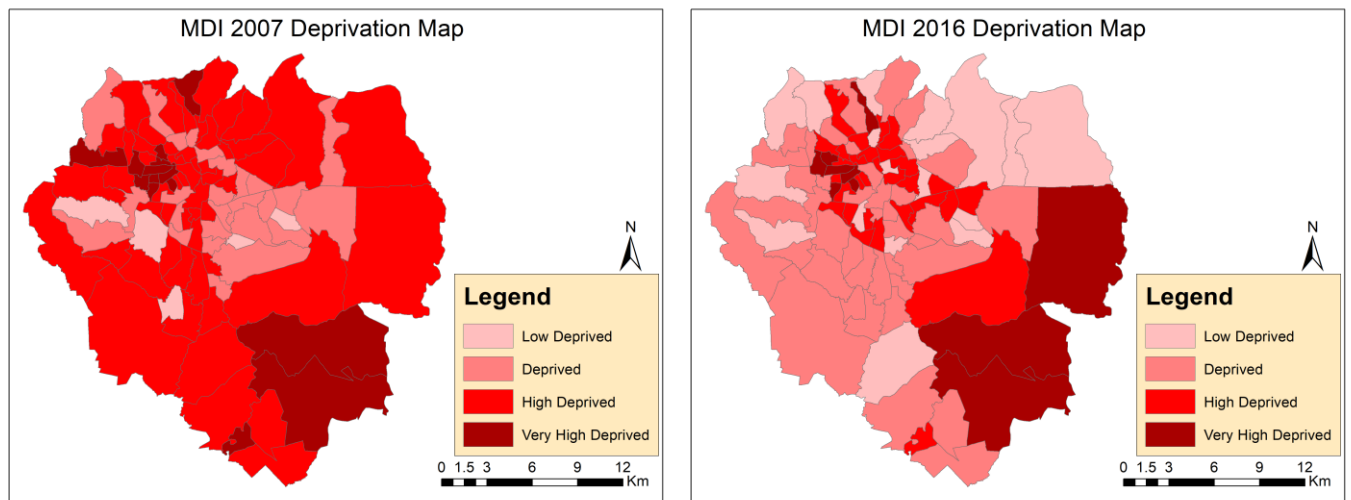 MDI 2007 Deprivation Map
N
Legend
Low Deprived
Deprived
High Deprived
Very High Deprived
0 1.5 3 6 9 12
Km
MDI 2016 Deprivation Map
N
Legend
Low Deprived
Deprived
High Deprived
Very High Deprived
0 1.5 3 6 9 12
Km